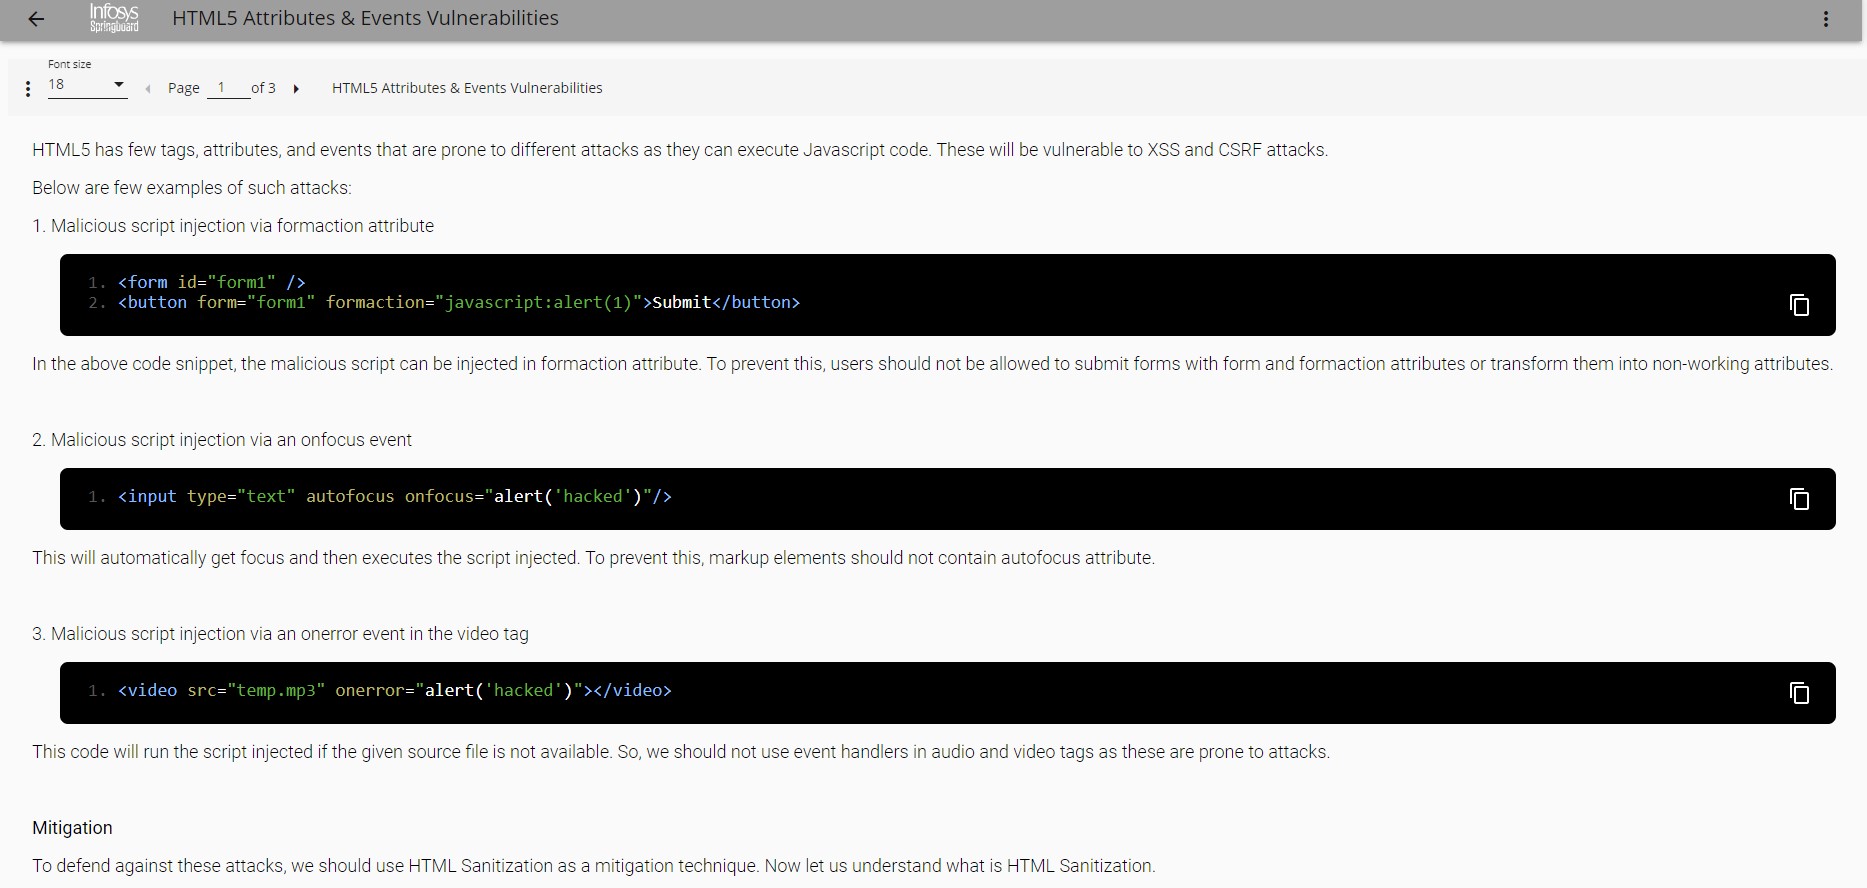 Infosys
Springboard
HTML5 Attributes & Events Vulnerabilities
Font size
18
Page 1 of 3
HTML5 Attributes & Events Vulnerabilities
HTML5 has few tags, attributes, and events that are prone to different attacks as they can execute Javascript code. These will be vulnerable to XSS and CSRF attacks.
Below are few examples of such attacks:
1. Malicious script injection via formaction attribute
1. <form id="form1" />
2. <button form="form1" formaction="javascript:alert(1)">Submit</button>
In the above code snippet, the malicious script can be injected in formaction attribute. To prevent this, users should not be allowed to submit forms with form and formaction attributes or transform them into non-working attributes.
2. Malicious script injection via an onfocus event
1. <input type="text" autofocus onfocus="alert('hacked')"/>
This will automatically get focus and then executes the script injected. To prevent this, markup elements should not contain autofocus attribute.
3. Malicious script injection via an onerror event in the video tag
1. <video src="temp.mp3" onerror="alert('hacked')"></video>
This code will run the script injected if the given source file is not available. So, we should not use event handlers in audio and video tags as these are prone to attacks.
Mitigation
To defend against these attacks, we should use HTML Sanitization as a mitigation technique. Now let us understand what is HTML Sanitization.